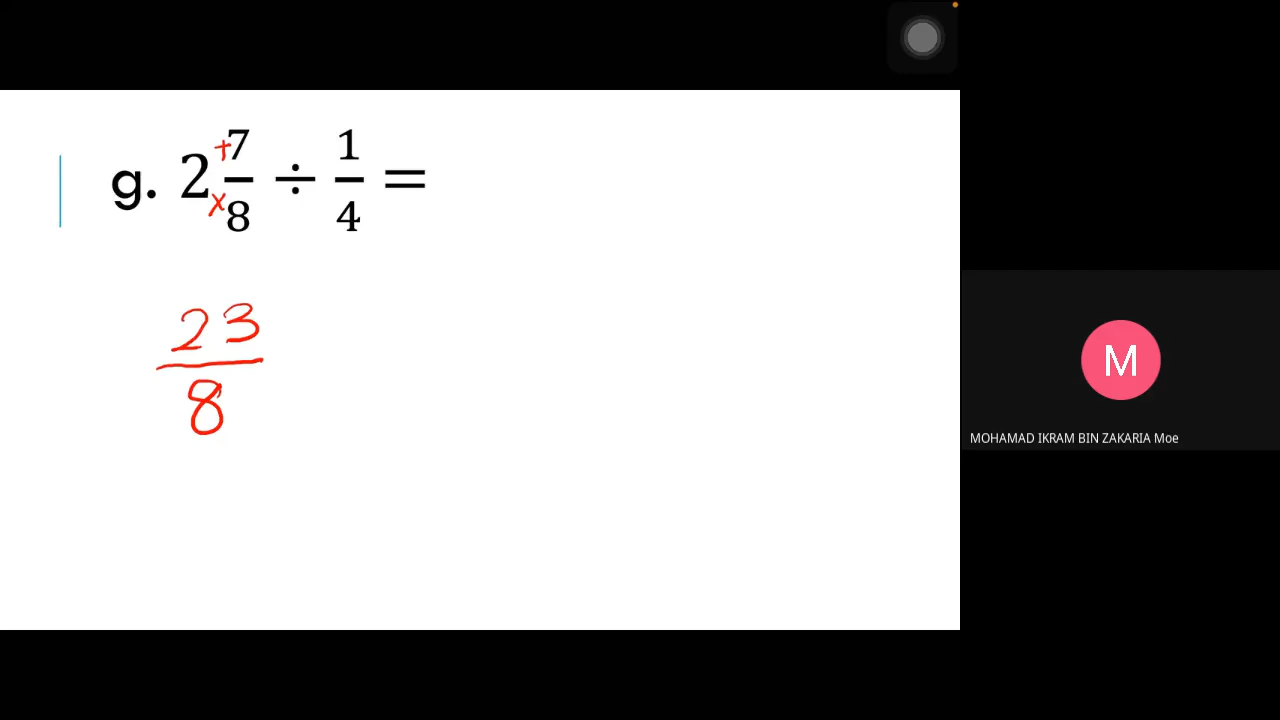 g. 2 + 7/8 ÷ 1/4 =
×
23/8
M
MOHAMAD IKRAM BIN ZAKARIA Moe